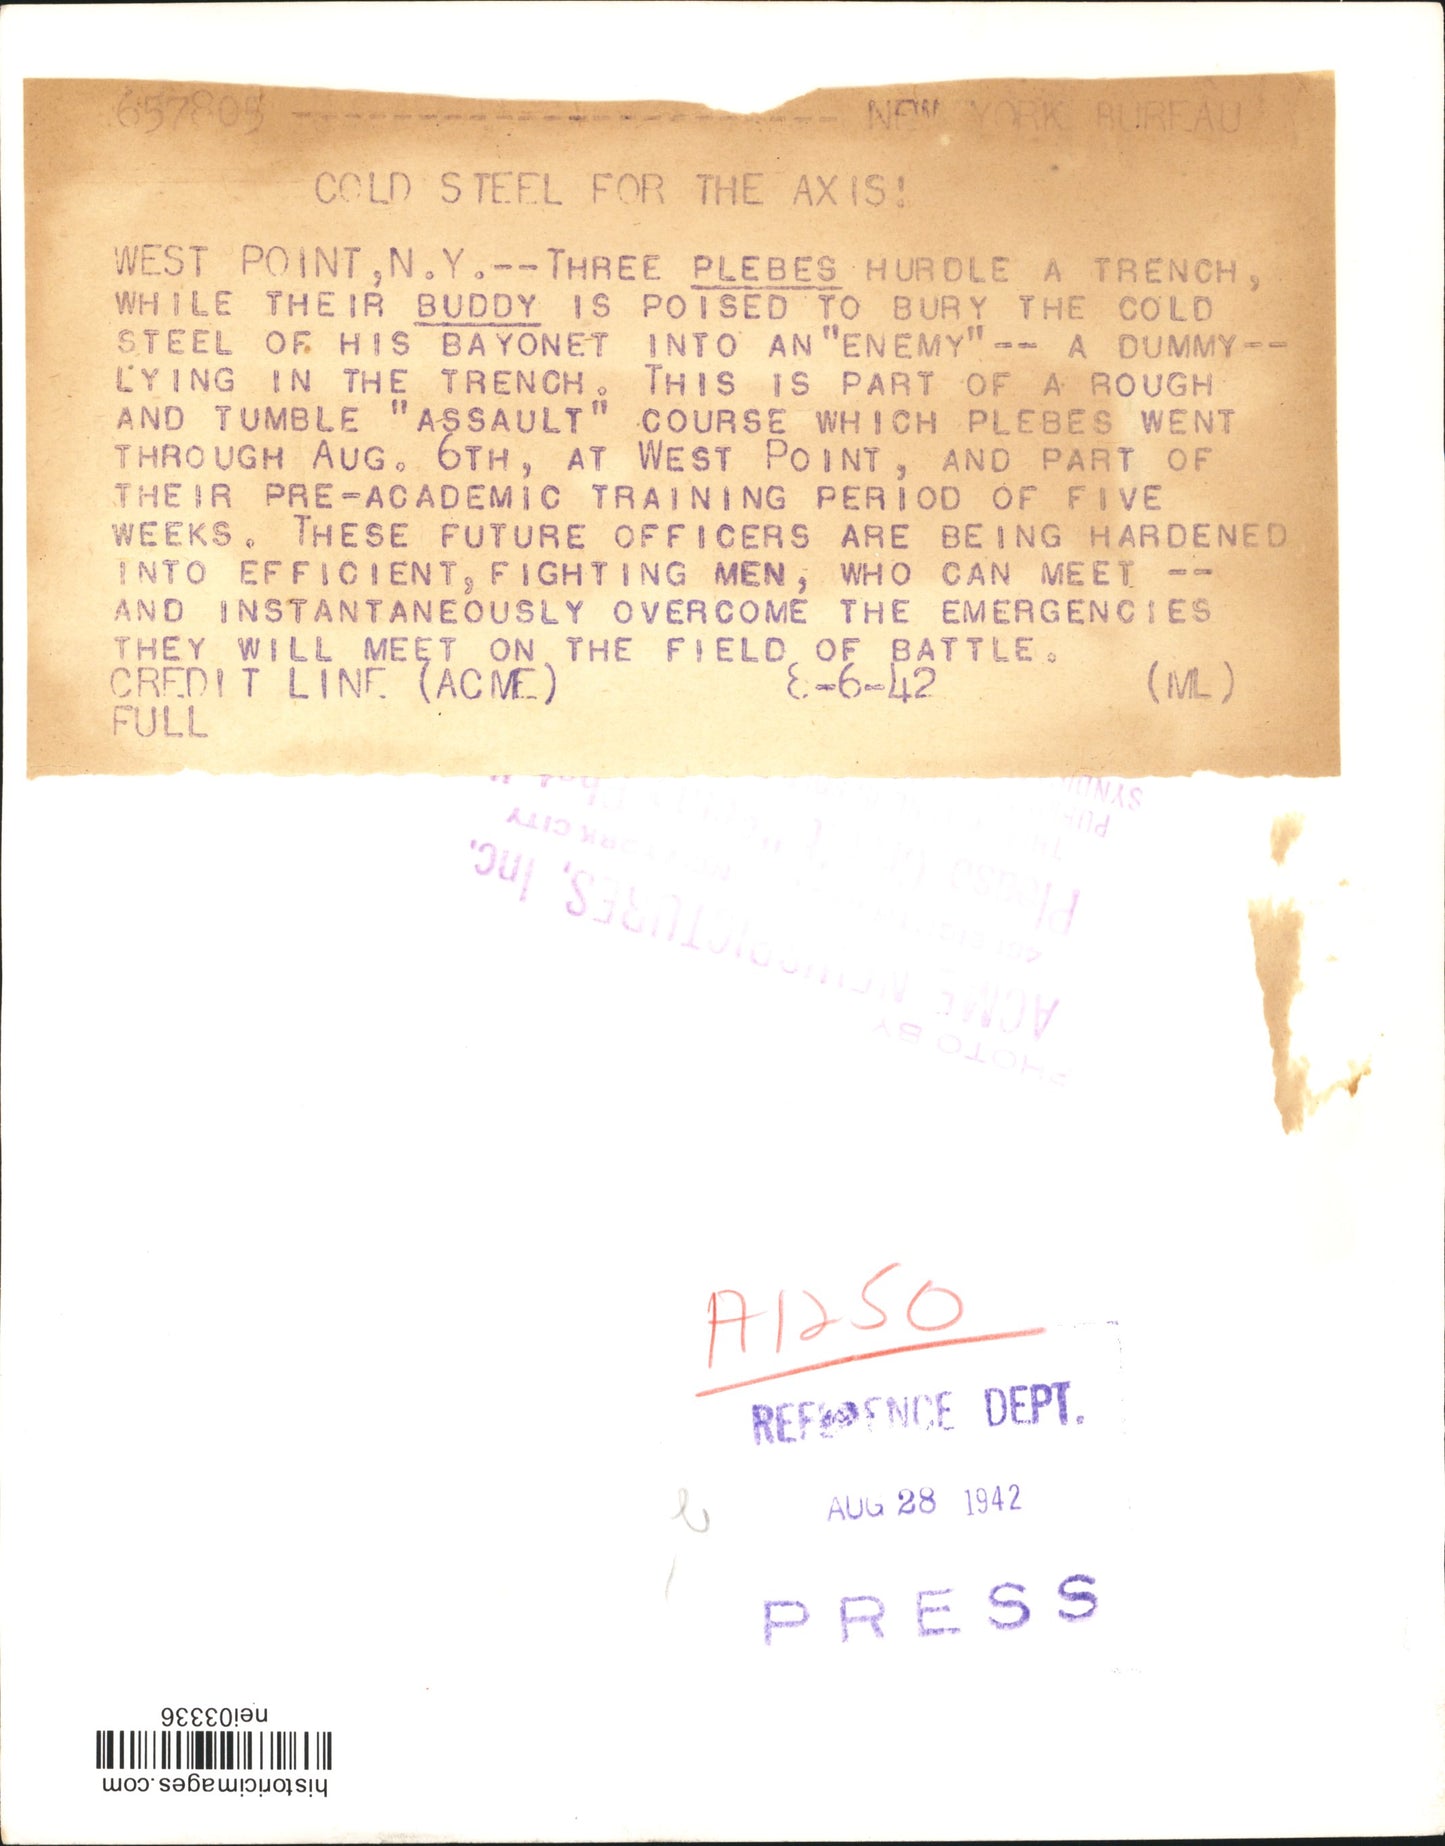 657805 ---------------------- NEW YORK BUREAU
COLD STEEL FOR THE AXIS!
WEST POINT, N.Y.--THREE PLEBES HURDLE A TRENCH,
WHILE THEIR BUDDY IS POISED TO BURY THE COLD
STEEL OF HIS BAYONET INTO AN "ENEMY"-- A DUMMY--
LYING IN THE TRENCH. THIS IS PART OF A ROUGH
AND TUMBLE "ASSAULT" COURSE WHICH PLEBES WENT
THROUGH AUG. 6TH, AT WEST POINT, AND PART OF
THEIR PRE-ACADEMIC TRAINING PERIOD OF FIVE
WEEKS. THESE FUTURE OFFICERS ARE BEING HARDENED
INTO EFFICIENT, FIGHTING MEN, WHO CAN MEET --
AND INSTANTANEOUSLY OVERCOME THE EMERGENCIES
THEY WILL MEET ON THE FIELD OF BATTLE.
CREDIT LINE (ACME) 8-6-42 (ML)
FULL
PHOTO BY
ACME NEWSPICTURES, Inc.
NEW YORK CITY
Please
A1250
REFERENCE DEPT.
AUG 28 1942
PRESS
historicimages.com
nei03336